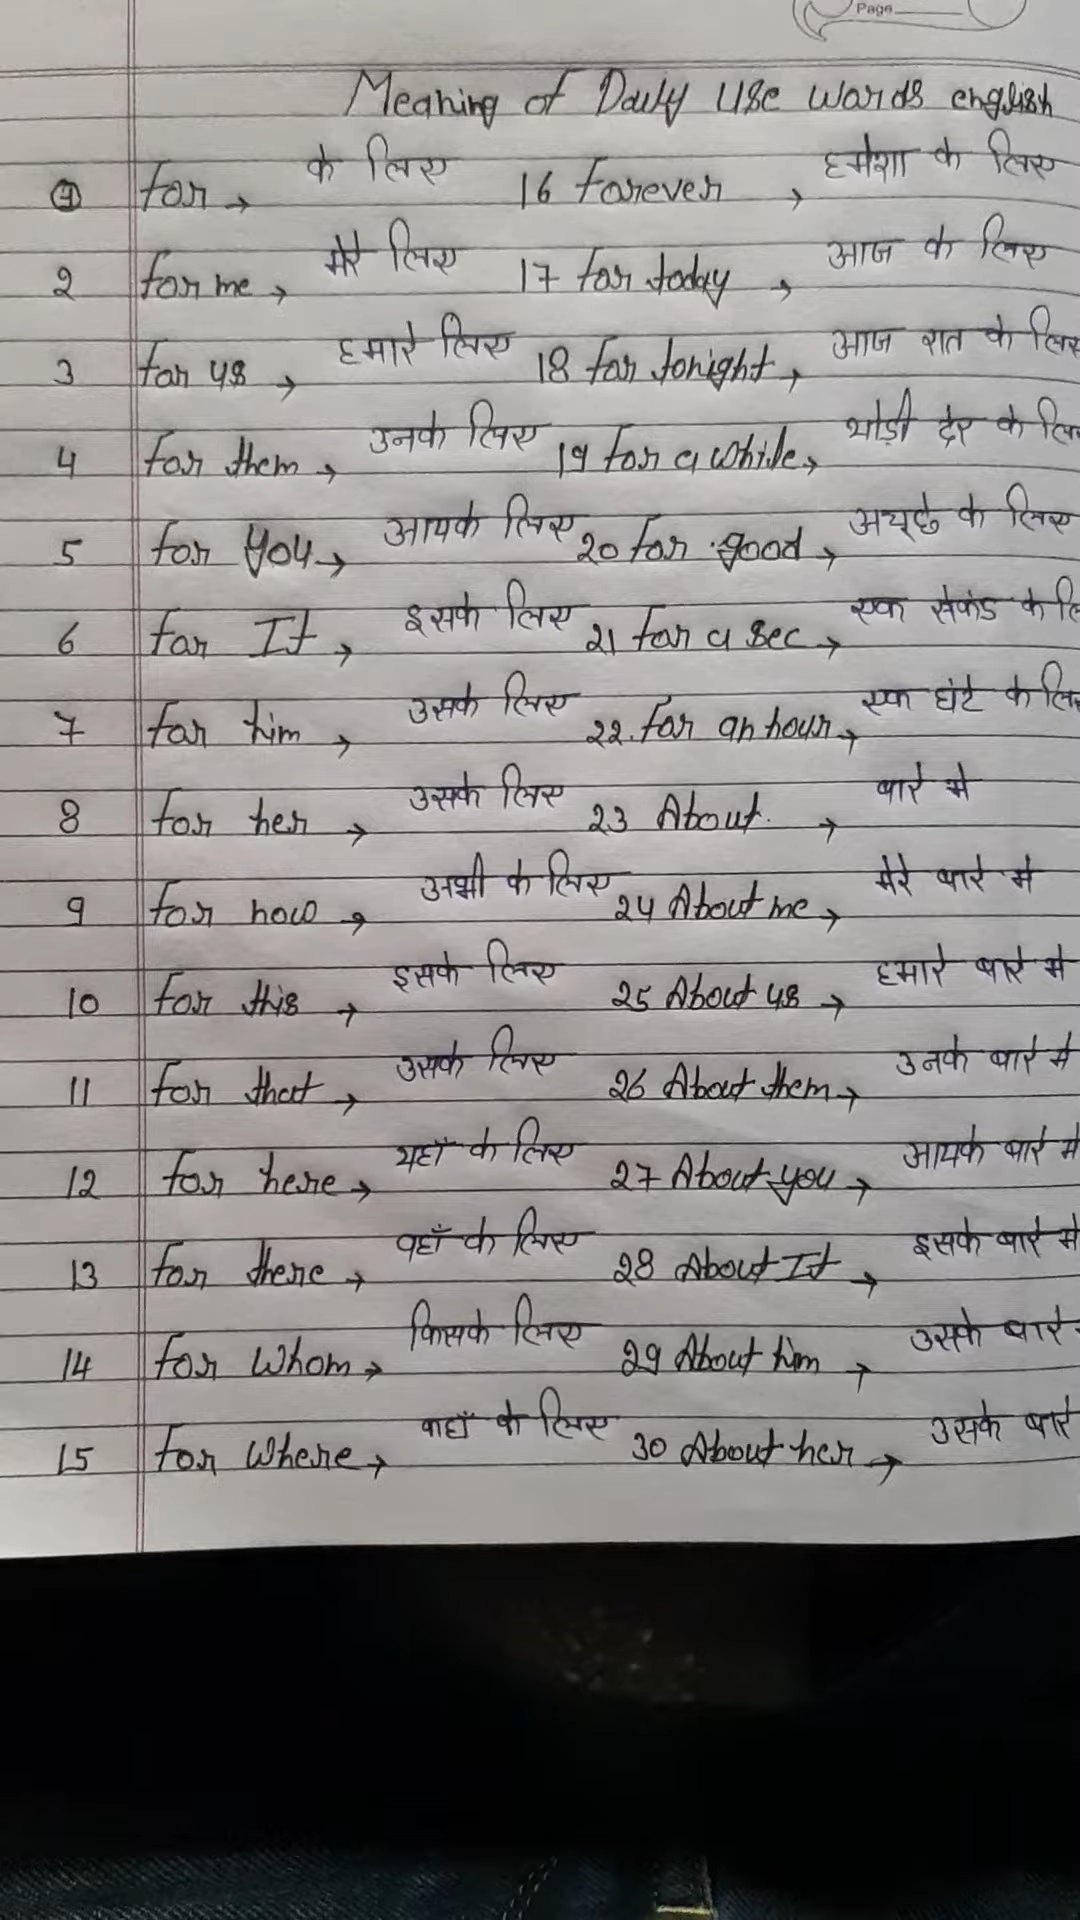 Page
Meaning of Daily Use words english
1 for → के लिए 16 forever → हमेशा के लिए
2 for me → मेरे लिए 17 for today → आज के लिए
3 for us → हमारे लिए 18 for tonight → आज रात के लिए
4 for them → उनके लिए 19 for a while → थोड़ी देर के लि
5 for you → आपके लिए 20 for good → अच्छे के लिए
6 for It → इसके लिए 21 for a sec → एक सेकंड के लि
7 for him → उसके लिए 22. for an hour → एक घंटे के लिए
8 for her → उसके लिए 23 About. → बारे मे
9 for now → अभी के लिए 24 About me → मेरे बारे मे
10 for this → इसके लिए 25 About us → हमारे बारे मे
11 for that → उसके लिए 26 About them → उनके बारे मे
12 for here → यहाँ के लिए 27 About you → आपके बारे मे
13 for there → वहाँ के लिए 28 About It → इसके बारे मे
14 for whom → किसके लिए 29 About him → उसके बारे
15 for where → कहाँ के लिए 30 About her → उसके बारे